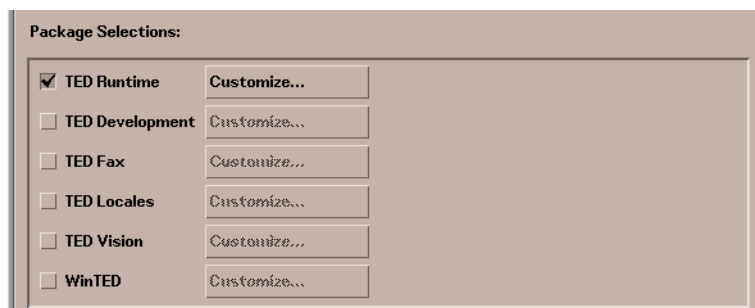 Package Selections:
TED Runtime Customize...
TED Development Customize...
TED Fax Customize...
TED Locales Customize...
TED Vision Customize...
WinTED Customize...